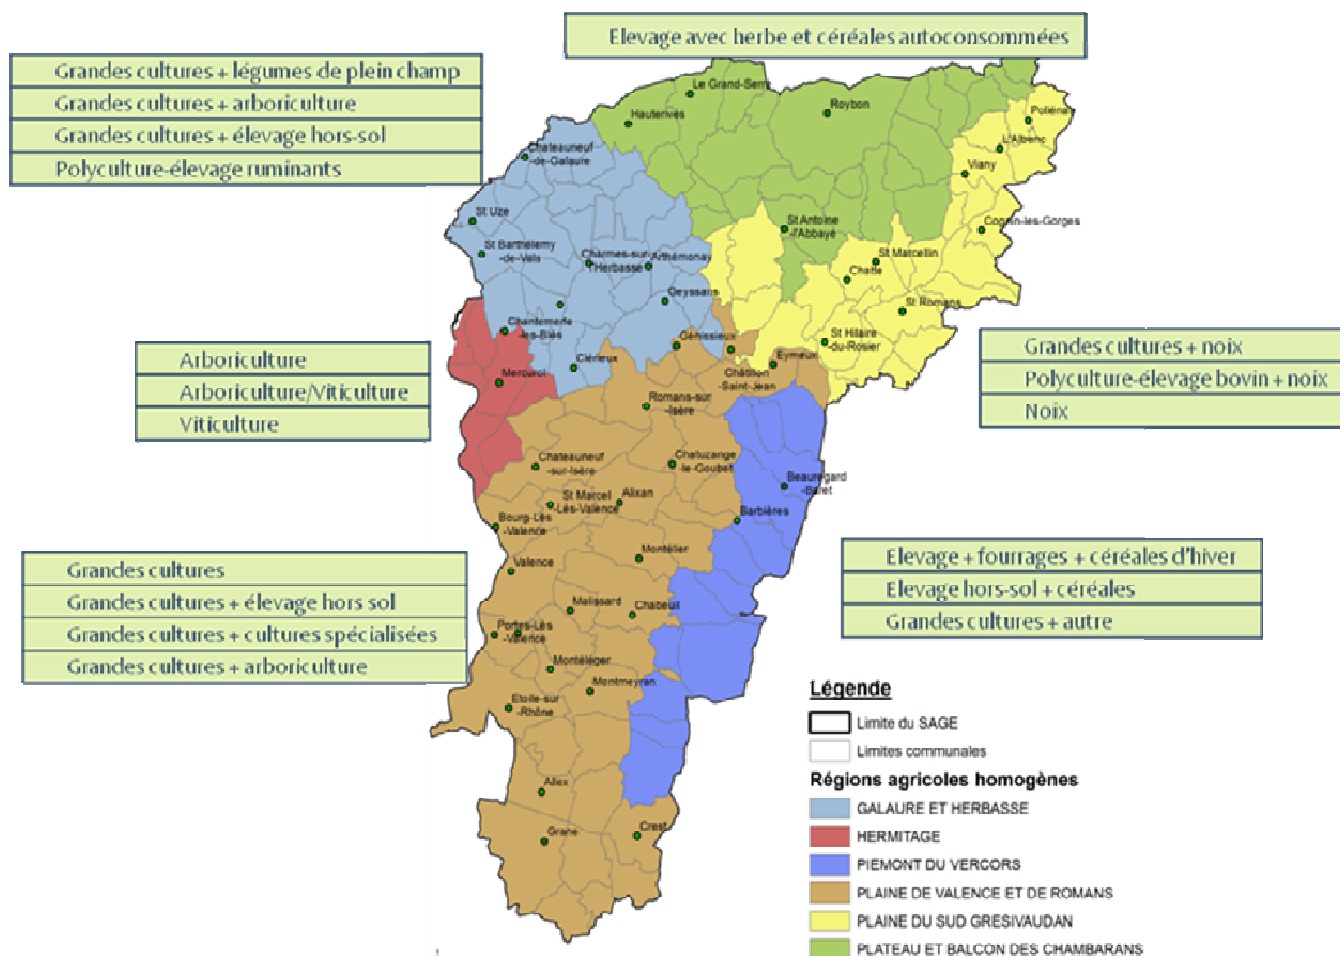 Elevage avec herbe et céréales autoconsommées
Grandes cultures + légumes de plein champ
Grandes cultures + arboriculture
Grandes cultures + élevage hors-sol
Polyculture-élevage ruminants
Le Grand-Serre
Hauterives
Roybon
Poliénas
L'Albenc
Vinay
Chateauneuf
-de-Galaure
St Uze
St Barthélemy
-de-Vals
Charmes-sur
-l'Herbasse
Arthémonay
St Antoine
-l'Abbaye
Cognin-les-Gorges
St Marcellin
Chatte
Geyssans
St Romans
Chantemerle
-les-Blés
Génissieux
St Hilaire
-du-Rosier
Clérieux
Eymeux
Châtillon
-Saint-Jean
Mercurol
Romans-sur
-Isère
Arboriculture
Arboriculture/Viticulture
Viticulture
Grandes cultures + noix
Polyculture-élevage bovin + noix
Noix
Chateauneuf
-sur-Isère
Chatuzange
-le-Goubet
Beauregard
-Baret
St Marcel
-Lès-Valence
Alixan
Barbières
Bourg-Lès
-Valence
Montélier
Valence
Malissard
Chabeuil
Portes-Lès
-Valence
Montéléger
Montmeyran
Etoile-sur
-Rhône
Allex
Grane
Crest
Grandes cultures
Grandes cultures + élevage hors sol
Grandes cultures + cultures spécialisées
Grandes cultures + arboriculture
Elevage + fourrages + céréales d'hiver
Elevage hors-sol + céréales
Grandes cultures + autre
Légende
Limite du SAGE
Limites communales
Régions agricoles homogènes
GALAURE ET HERBASSE
HERMITAGE
PIEMONT DU VERCORS
PLAINE DE VALENCE ET DE ROMANS
PLAINE DU SUD GRESIVAUDAN
PLATEAU ET BALCON DES CHAMBARANS